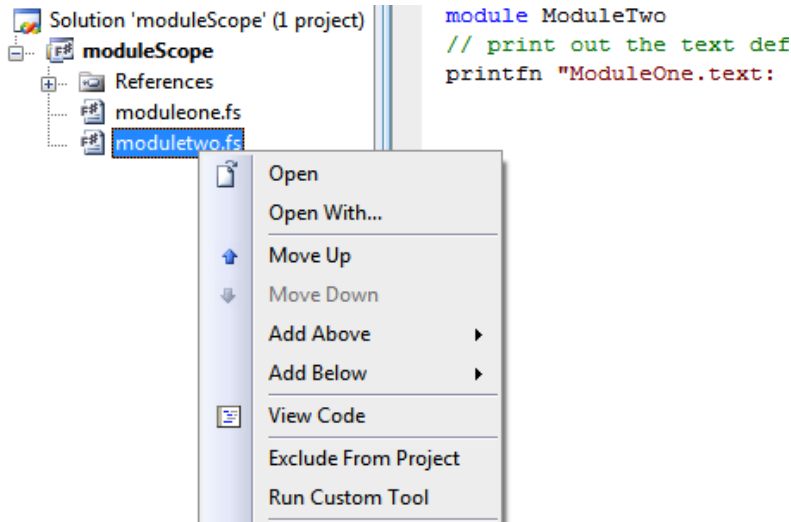 Solution 'moduleScope' (1 project)
moduleScope
References
moduleone.fs
moduletwo.fs
module ModuleTwo
// print out the text def
printfn "ModuleOne.text:
Open
Open With...
Move Up
Move Down
Add Above
Add Below
View Code
Exclude From Project
Run Custom Tool